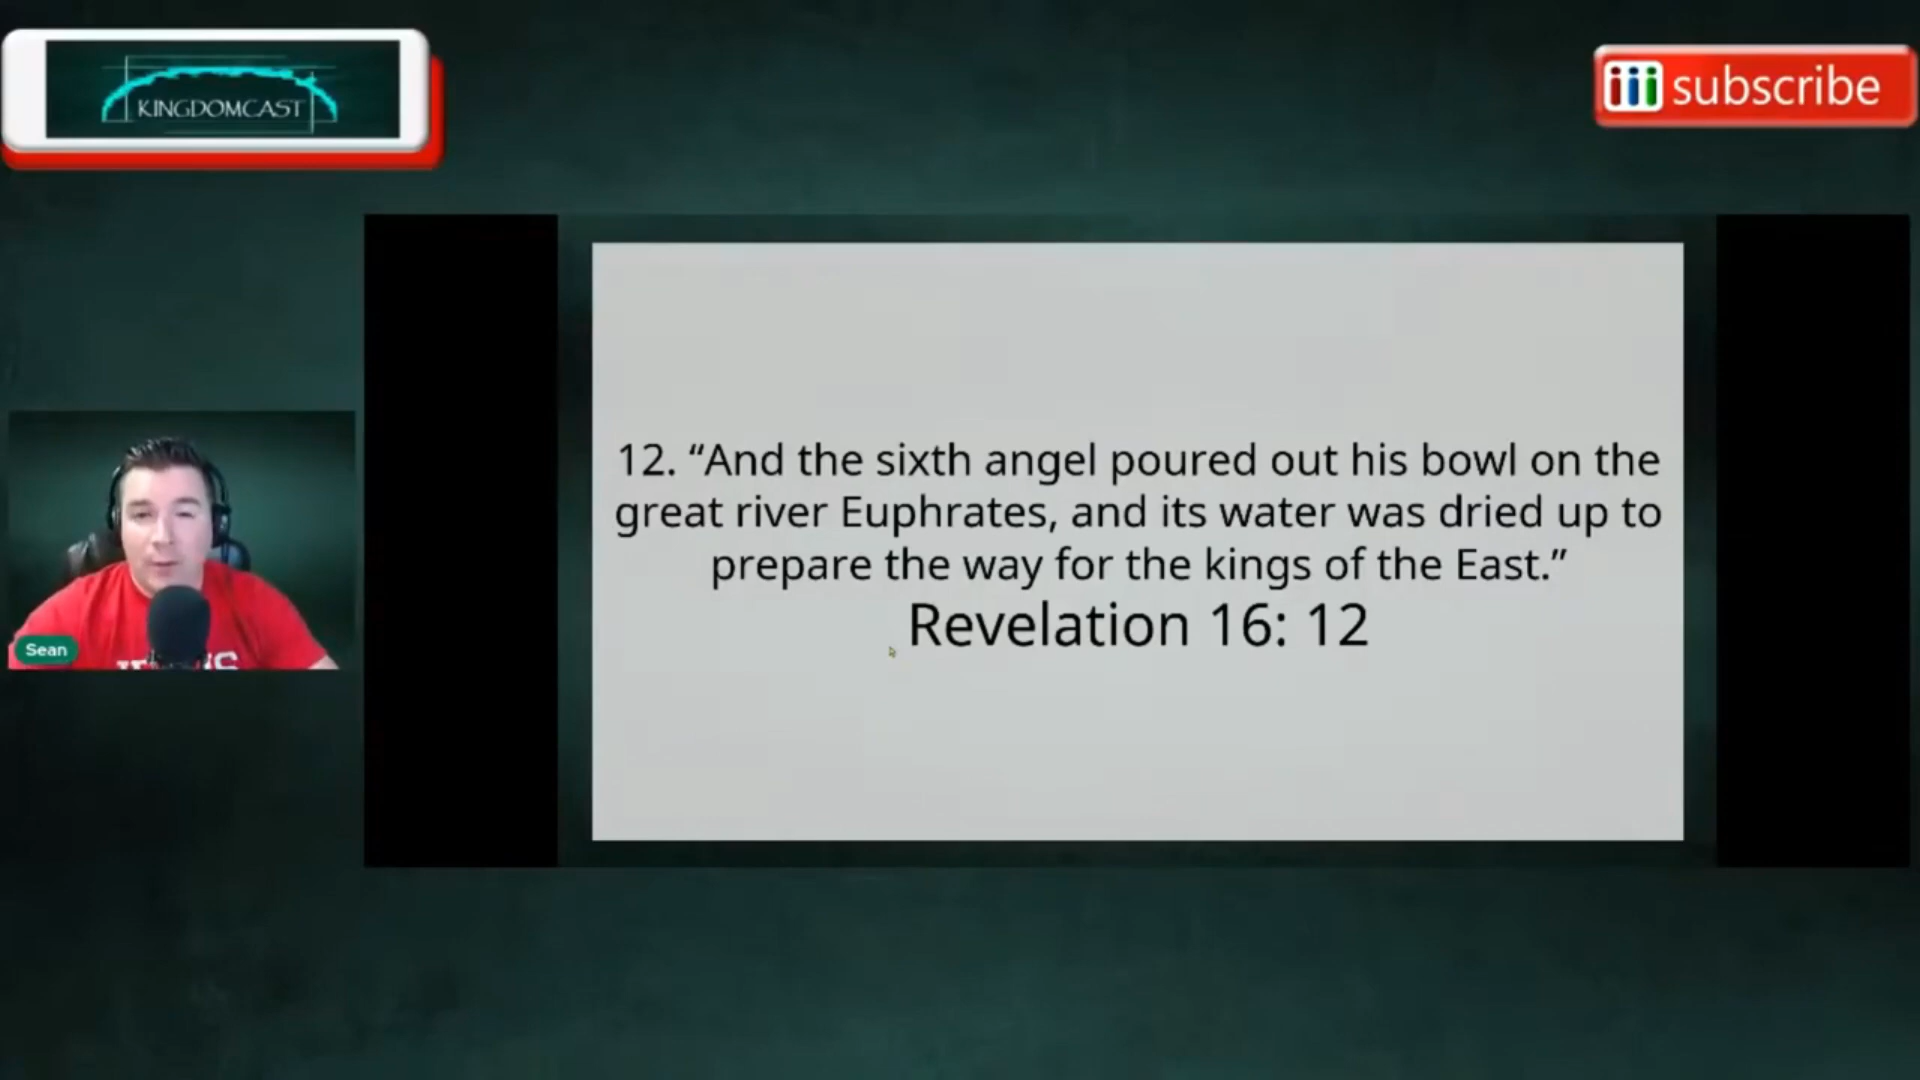 KINGDOMCAST
subscribe
12. “And the sixth angel poured out his bowl on the
great river Euphrates, and its water was dried up to
prepare the way for the kings of the East.”
Revelation 16: 12
Sean